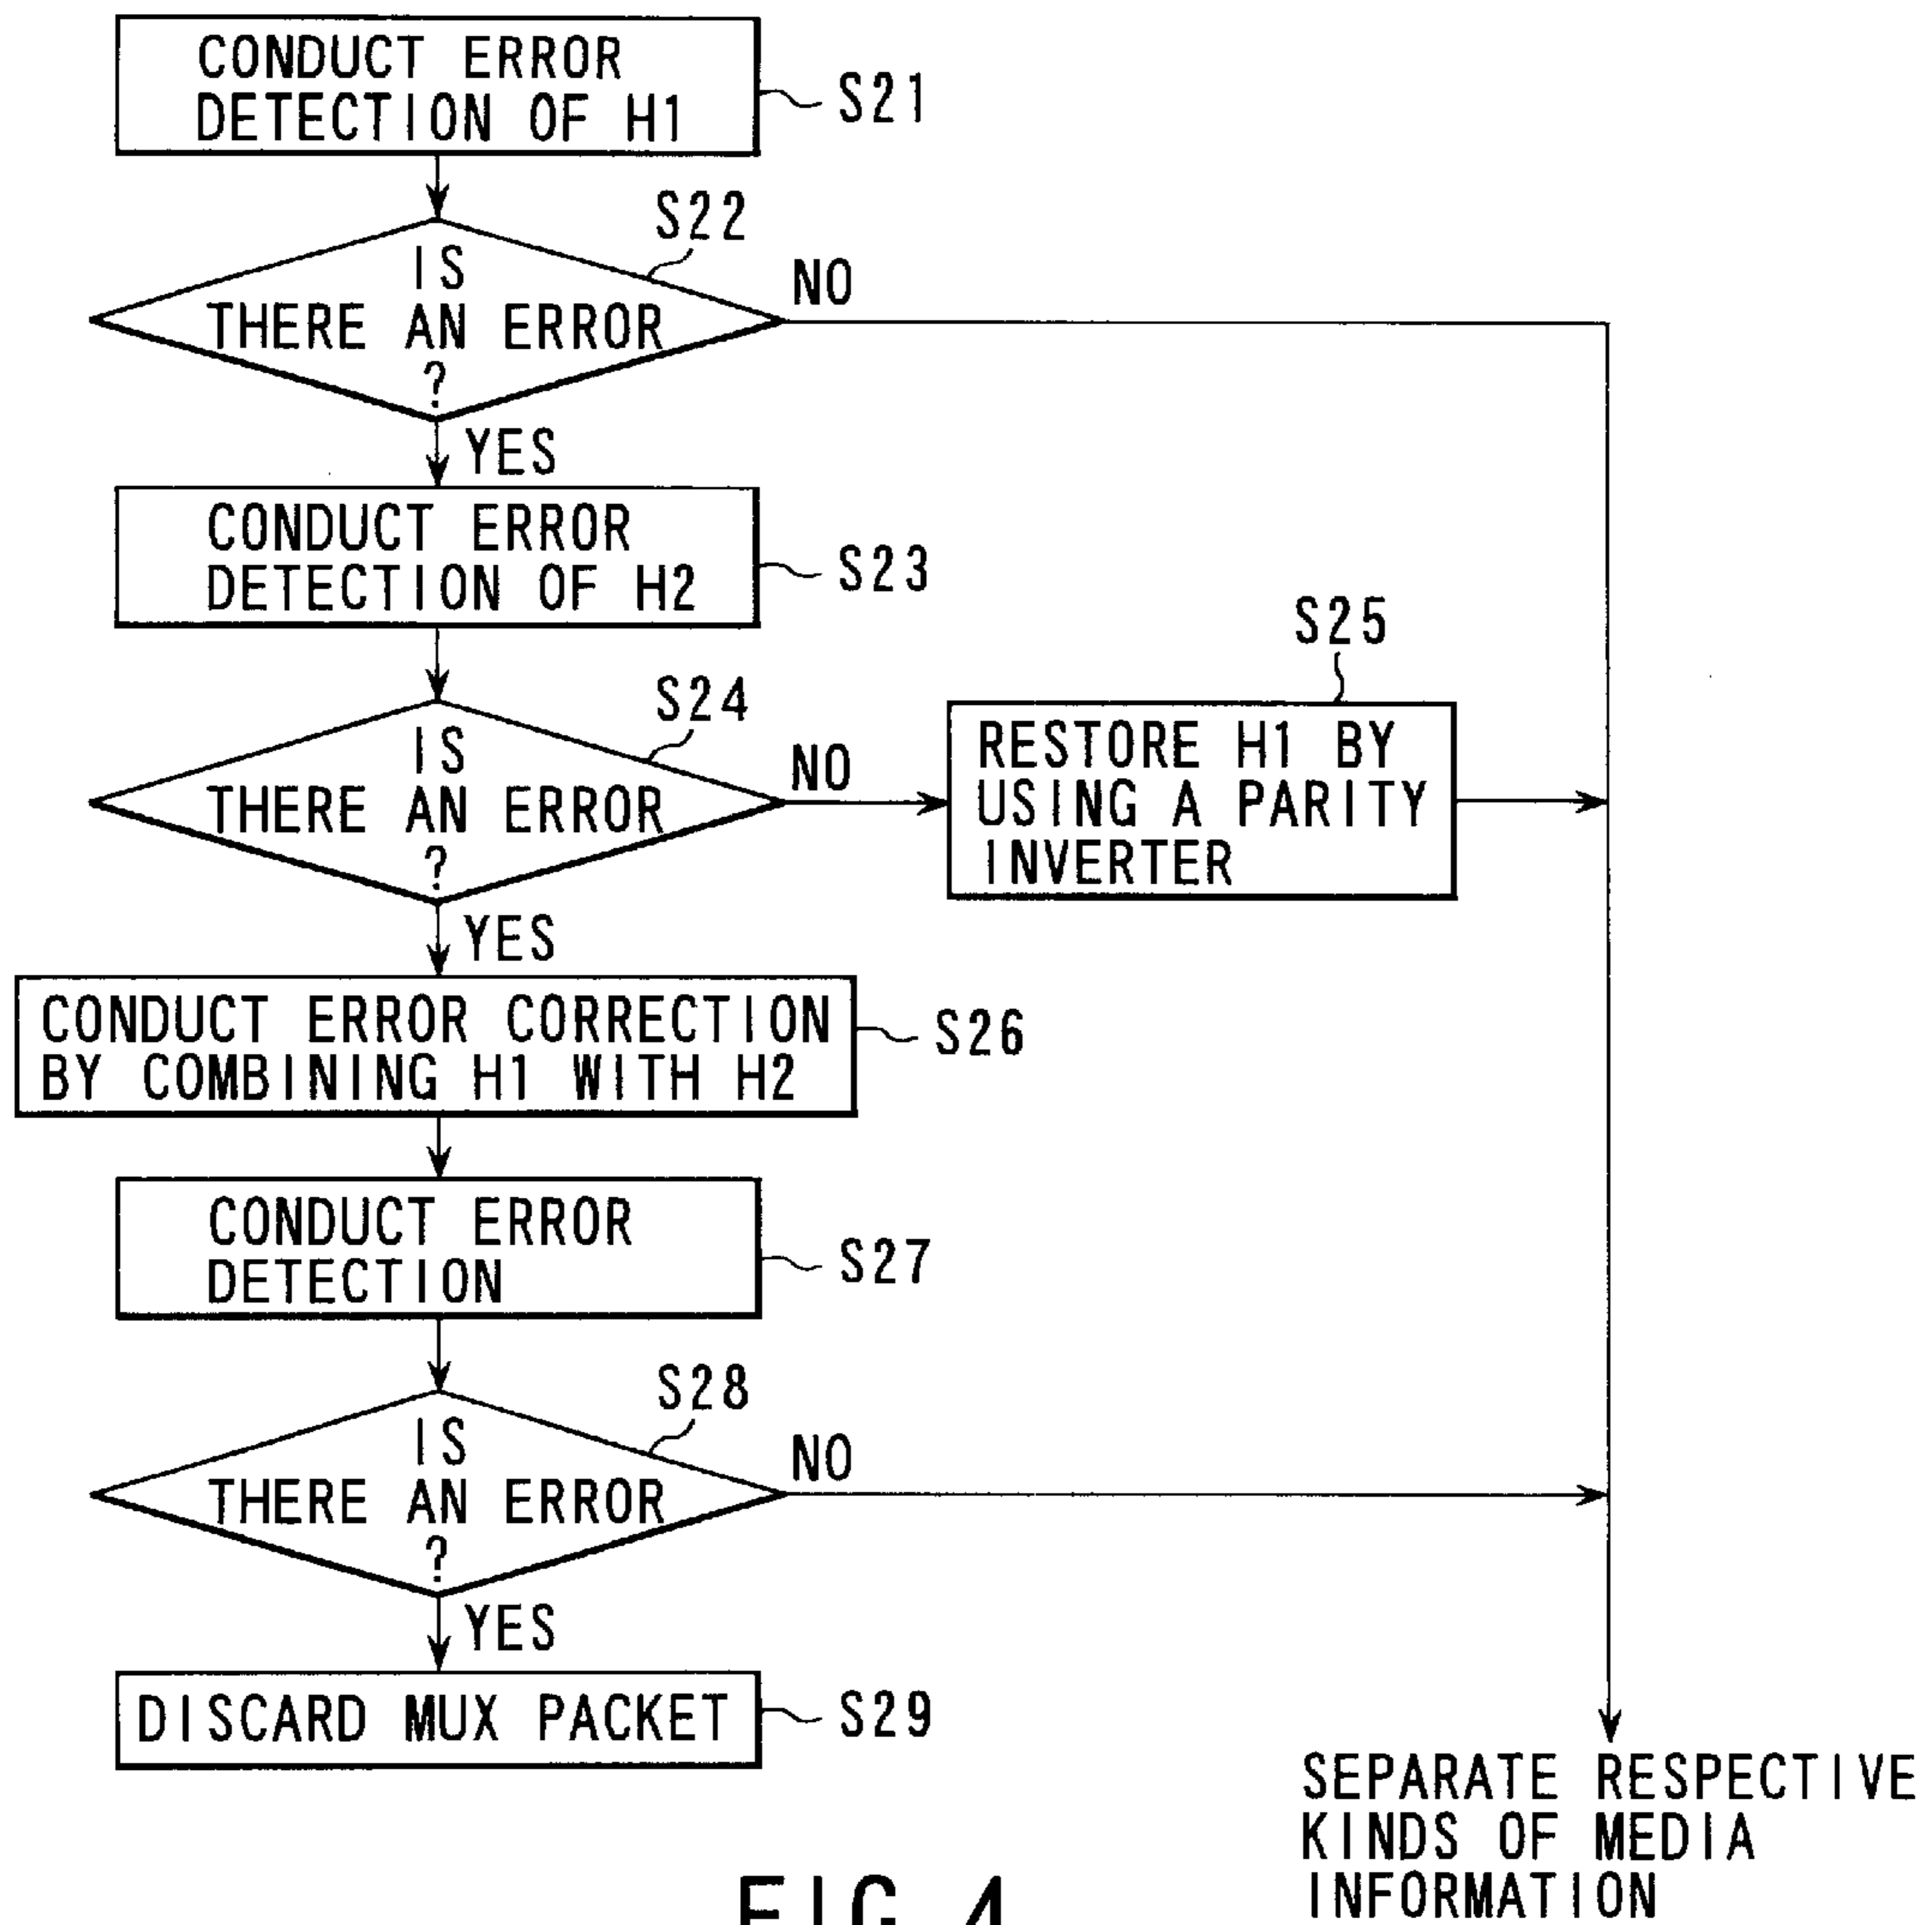 CONDUCT ERROR
DETECTION OF H1
S21
S22
IS
THERE AN ERROR
?
NO
YES
CONDUCT ERROR
DETECTION OF H2
S23
S24
IS
THERE AN ERROR
?
NO
YES
S25
RESTORE H1 BY
USING A PARITY
INVERTER
CONDUCT ERROR CORRECTION
BY COMBINING H1 WITH H2
S26
CONDUCT ERROR
DETECTION
S27
S28
IS
THERE AN ERROR
?
NO
YES
DISCARD MUX PACKET
S29
SEPARATE RESPECTIVE
KINDS OF MEDIA
INFORMATION
FIG. 4